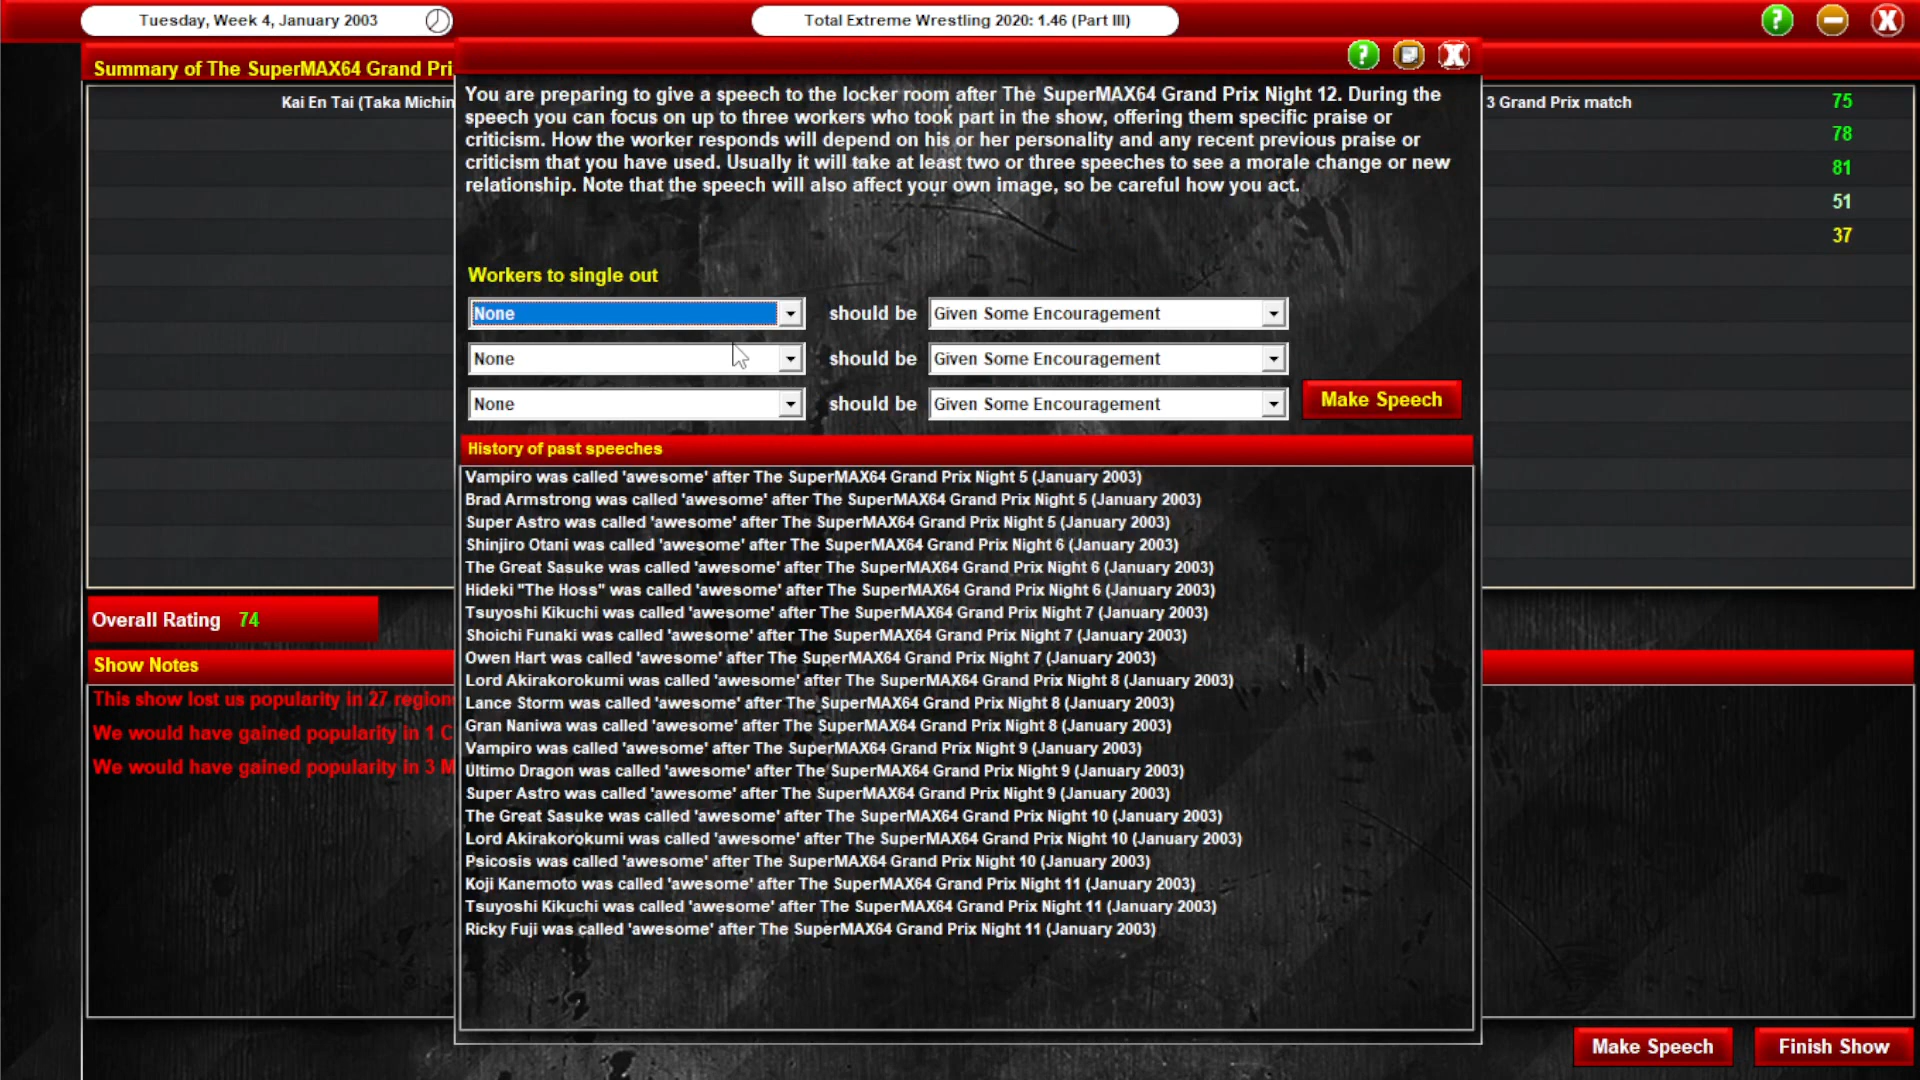 Tuesday, Week 4, January 2003
Total Extreme Wrestling 2020: 1.46 (Part III)
Summary of The SuperMAX64 Grand Pri
Kai En Tai (Taka Michin
3 Grand Prix match 75
78
81
51
37
You are preparing to give a speech to the locker room after The SuperMAX64 Grand Prix Night 12. During the
speech you can focus on up to three workers who took part in the show, offering them specific praise or
criticism. How the worker responds will depend on his or her personality and any recent previous praise or
criticism that you have used. Usually it will take at least two or three speeches to see a morale change or new
relationship. Note that the speech will also affect your own image, so be careful how you act.
Workers to single out
None should be Given Some Encouragement
None should be Given Some Encouragement
None should be Given Some Encouragement
Make Speech
History of past speeches
Vampiro was called 'awesome' after The SuperMAX64 Grand Prix Night 5 (January 2003)
Brad Armstrong was called 'awesome' after The SuperMAX64 Grand Prix Night 5 (January 2003)
Super Astro was called 'awesome' after The SuperMAX64 Grand Prix Night 5 (January 2003)
Shinjiro Otani was called 'awesome' after The SuperMAX64 Grand Prix Night 6 (January 2003)
The Great Sasuke was called 'awesome' after The SuperMAX64 Grand Prix Night 6 (January 2003)
Hideki "The Hoss" was called 'awesome' after The SuperMAX64 Grand Prix Night 6 (January 2003)
Tsuyoshi Kikuchi was called 'awesome' after The SuperMAX64 Grand Prix Night 7 (January 2003)
Shoichi Funaki was called 'awesome' after The SuperMAX64 Grand Prix Night 7 (January 2003)
Owen Hart was called 'awesome' after The SuperMAX64 Grand Prix Night 7 (January 2003)
Lord Akirakorokumi was called 'awesome' after The SuperMAX64 Grand Prix Night 8 (January 2003)
Lance Storm was called 'awesome' after The SuperMAX64 Grand Prix Night 8 (January 2003)
Gran Naniwa was called 'awesome' after The SuperMAX64 Grand Prix Night 8 (January 2003)
Vampiro was called 'awesome' after The SuperMAX64 Grand Prix Night 9 (January 2003)
Ultimo Dragon was called 'awesome' after The SuperMAX64 Grand Prix Night 9 (January 2003)
Super Astro was called 'awesome' after The SuperMAX64 Grand Prix Night 9 (January 2003)
The Great Sasuke was called 'awesome' after The SuperMAX64 Grand Prix Night 10 (January 2003)
Lord Akirakorokumi was called 'awesome' after The SuperMAX64 Grand Prix Night 10 (January 2003)
Psicosis was called 'awesome' after The SuperMAX64 Grand Prix Night 10 (January 2003)
Koji Kanemoto was called 'awesome' after The SuperMAX64 Grand Prix Night 11 (January 2003)
Tsuyoshi Kikuchi was called 'awesome' after The SuperMAX64 Grand Prix Night 11 (January 2003)
Ricky Fuji was called 'awesome' after The SuperMAX64 Grand Prix Night 11 (January 2003)
Overall Rating 74
Show Notes
This show lost us popularity in 27 regions
We would have gained popularity in 1 C
We would have gained popularity in 3 M
Make Speech
Finish Show